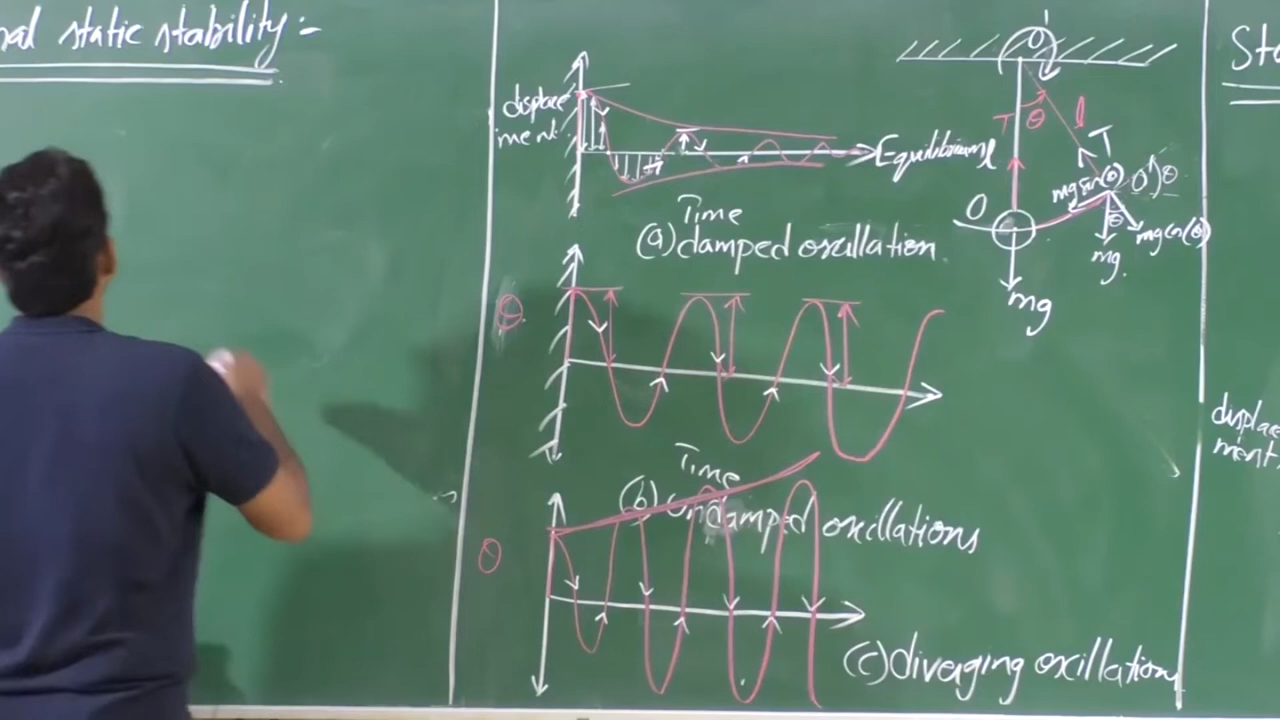 nal static stability :-
displace
ment.
Equilibrium
Time
(a) damped oscillation
O
T θ l
T
mg sin(θ) O' θ
O
θ
mg cos(θ)
mg.
mg
θ
Time
(b) undamped oscillations
θ
(c) diverging oscillation
Sta
displace
ment.